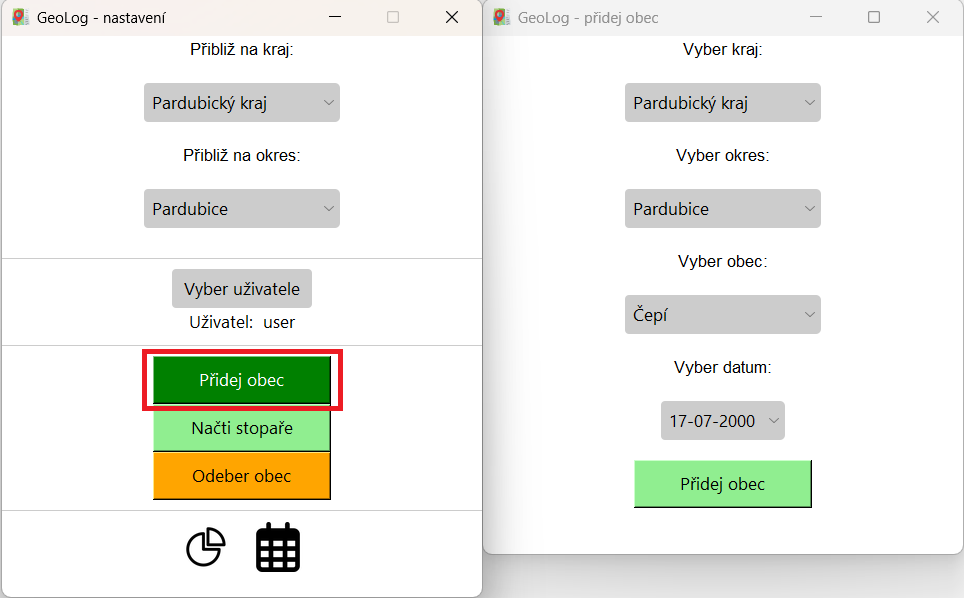 GeoLog - nastavení
Přibliž na kraj:
Pardubický kraj
Přibliž na okres:
Pardubice
Vyber uživatele
Uživatel: user
Přidej obec
Načti stopaře
Odeber obec
GeoLog - přidej obec
Vyber kraj:
Pardubický kraj
Vyber okres:
Pardubice
Vyber obec:
Čepí
Vyber datum:
17-07-2000
Přidej obec